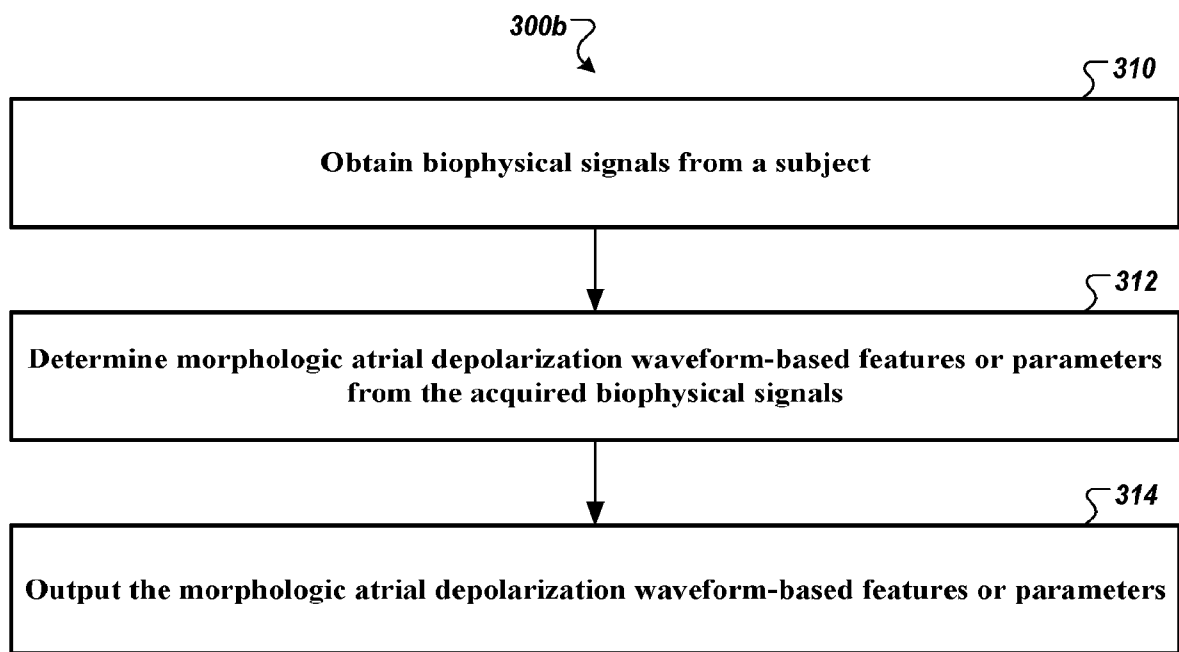 300b
310
Obtain biophysical signals from a subject
312
Determine morphologic atrial depolarization waveform-based features or parameters
from the acquired biophysical signals
314
Output the morphologic atrial depolarization waveform-based features or parameters